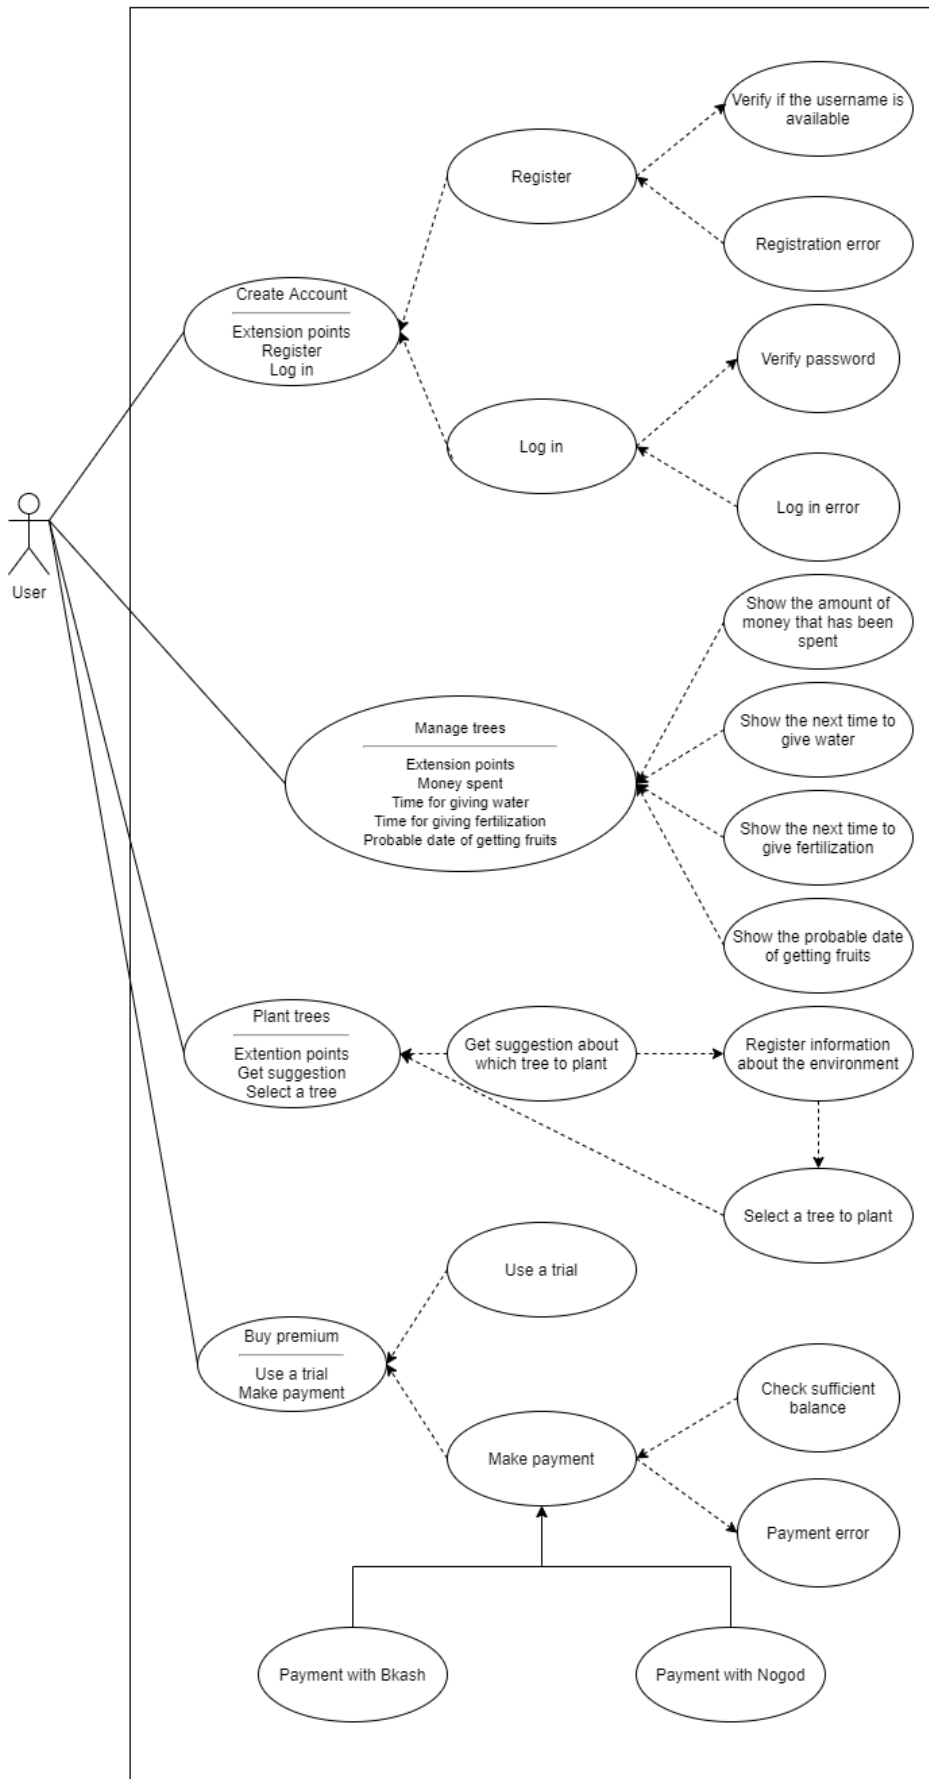 Verify if the username is
available
Register
Registration error
Create Account
Extension points
Register
Log in
Verify password
Log in
Log in error
User
Show the amount of
money that has been
spent
Manage trees
Extension points
Money spent
Time for giving water
Time for giving fertilization
Probable date of getting fruits
Show the next time to
give water
Show the next time to
give fertilization
Show the probable date
of getting fruits
Plant trees
Extention points
Get suggestion
Select a tree
Get suggestion about
which tree to plant
Register information
about the environment
Select a tree to plant
Use a trial
Buy premium
Use a trial
Make payment
Check sufficient
balance
Make payment
Payment error
Payment with Bkash
Payment with Nogod